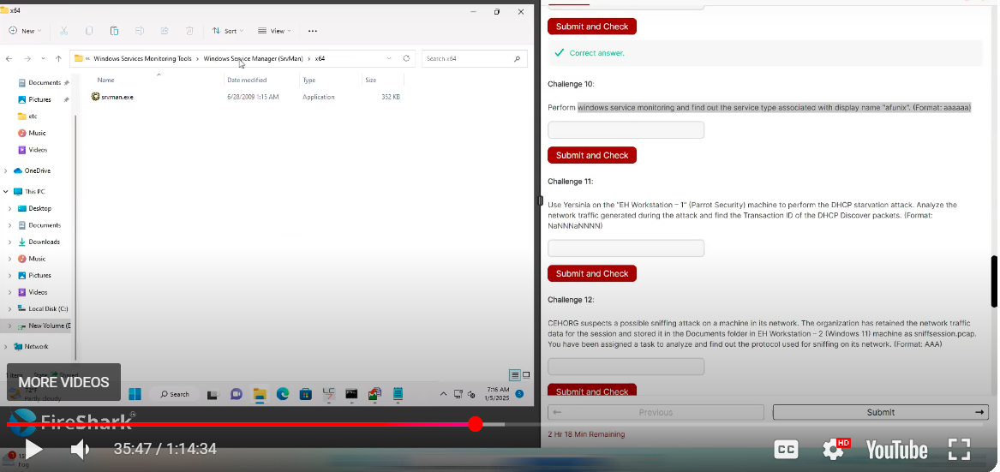 x64
New
Sort
View
Windows Services Monitoring Tools > Windows Service Manager (SrvMan) > x64
Search x64
Name
Date modified
Type
Size
srvman.exe
6/28/2009 1:15 AM
Application
352 KB
Documents
Pictures
etc
Music
Videos
OneDrive
This PC
Desktop
Documents
Downloads
Music
Pictures
Videos
Local Disk (C:)
New Volume (E
Network
MORE VIDEOS
Partly cloudy
Search
7:16 AM
1/5/2025
FireShark
35:47 / 1:14:34
Submit and Check
Correct answer.
Challenge 10:
Perform windows service monitoring and find out the service type associated with display name "afunix". (Format: aaaaaa)
Submit and Check
Challenge 11:
Use Yersinia on the "EH Workstation – 1" (Parrot Security) machine to perform the DHCP starvation attack. Analyze the
network traffic generated during the attack and find the Transaction ID of the DHCP Discover packets. (Format:
NaNNNaNNNN)
Submit and Check
Challenge 12:
CEHORG suspects a possible sniffing attack on a machine in its network. The organization has retained the network traffic
data for the session and stored it in the Documents folder in EH Workstation – 2 (Windows 11) machine as sniffsession.pcap.
You have been assigned a task to analyze and find out the protocol used for sniffing on its network. (Format: AAA)
Submit and Check
Previous
Submit
2 Hr 18 Min Remaining
CC
HD
YouTube
Fog